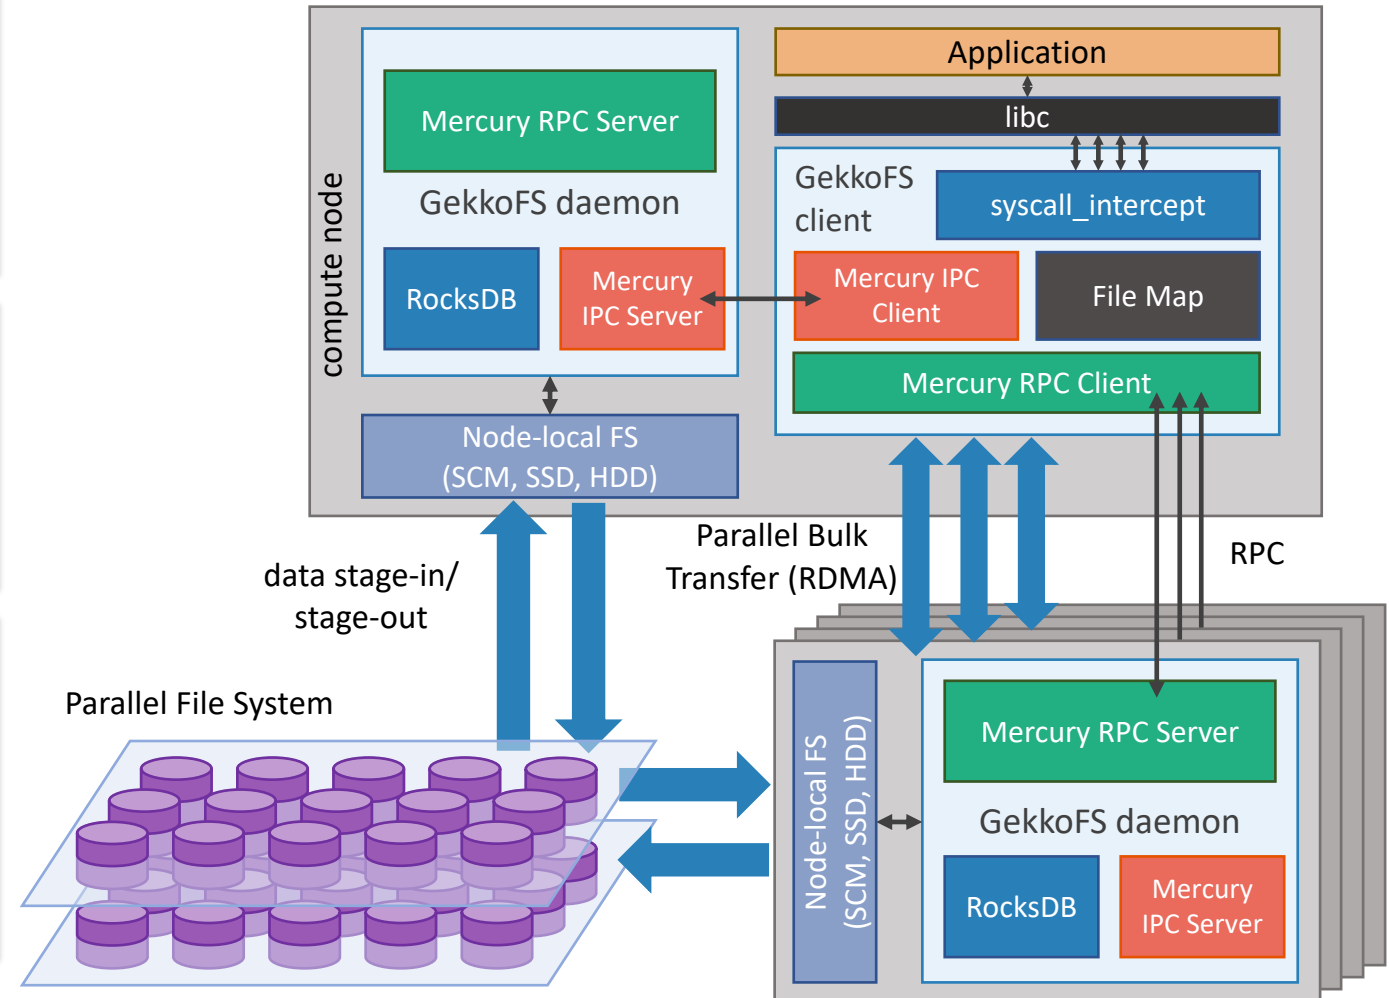 compute node
Mercury RPC Server
GekkoFS daemon
RocksDB
Mercury
IPC Server
Node-local FS
(SCM, SSD, HDD)
Application
libc
GekkoFS
client
syscall_intercept
Mercury IPC
Client
File Map
Mercury RPC Client
data stage-in/
stage-out
Parallel Bulk
Transfer (RDMA)
RPC
Parallel File System
Node-local FS
(SCM, SSD, HDD)
Mercury RPC Server
GekkoFS daemon
RocksDB
Mercury
IPC Server